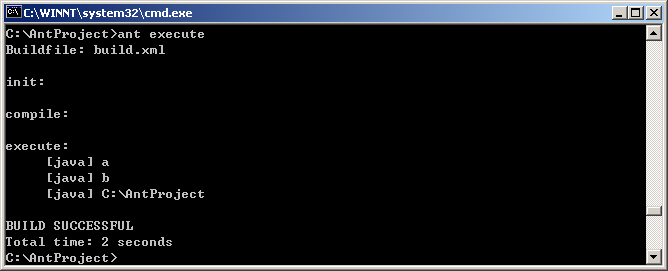 C:\WINNT\system32\cmd.exe
C:\AntProject>ant execute
Buildfile: build.xml
init:
compile:
execute:
[java] a
[java] b
[java] C:\AntProject
BUILD SUCCESSFUL
Total time: 2 seconds
C:\AntProject>